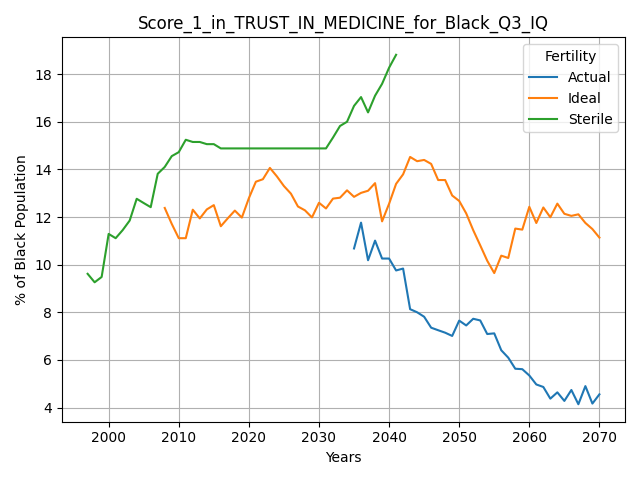 Score_1_in_TRUST_IN_MEDICINE_for_Black_Q3_IQ
Fertility
Actual
Ideal
Sterile
% of Black Population
18
16
14
12
10
8
6
4
2000 2010 2020 2030 2040 2050 2060 2070
Years